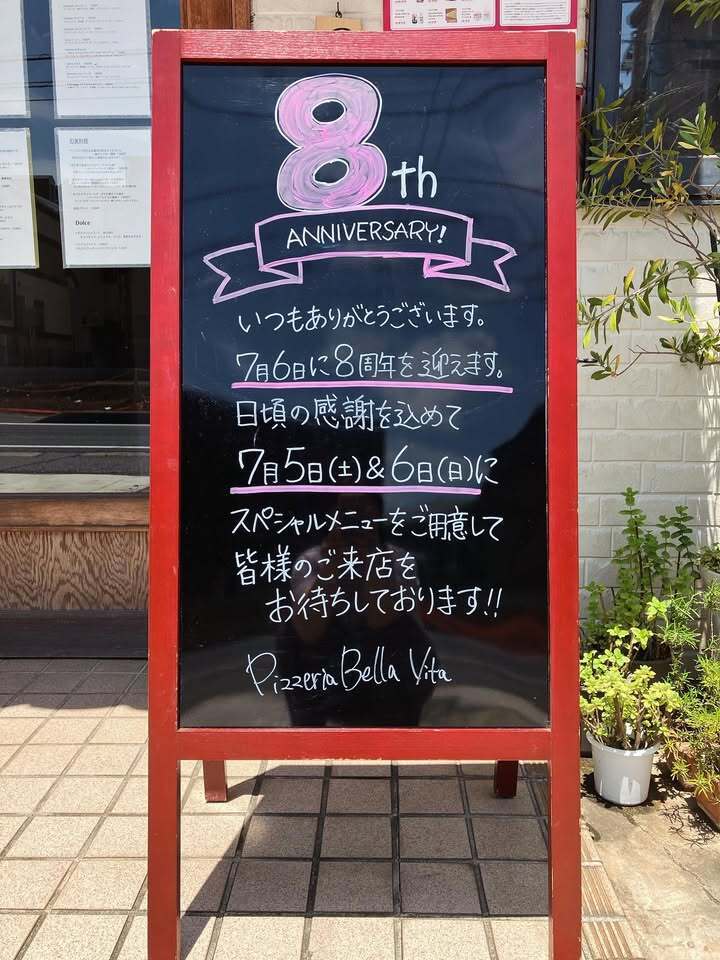 8th
ANNIVERSARY!
いつもありがとうございます。
7月6日に8周年を迎えます。
日頃の感謝を込めて
7月5日(土)&6日(日)に
スペシャルメニューをご用意して
皆様のご来店を
お待ちしております!!
Pizzeria Bella Vita
Dolce